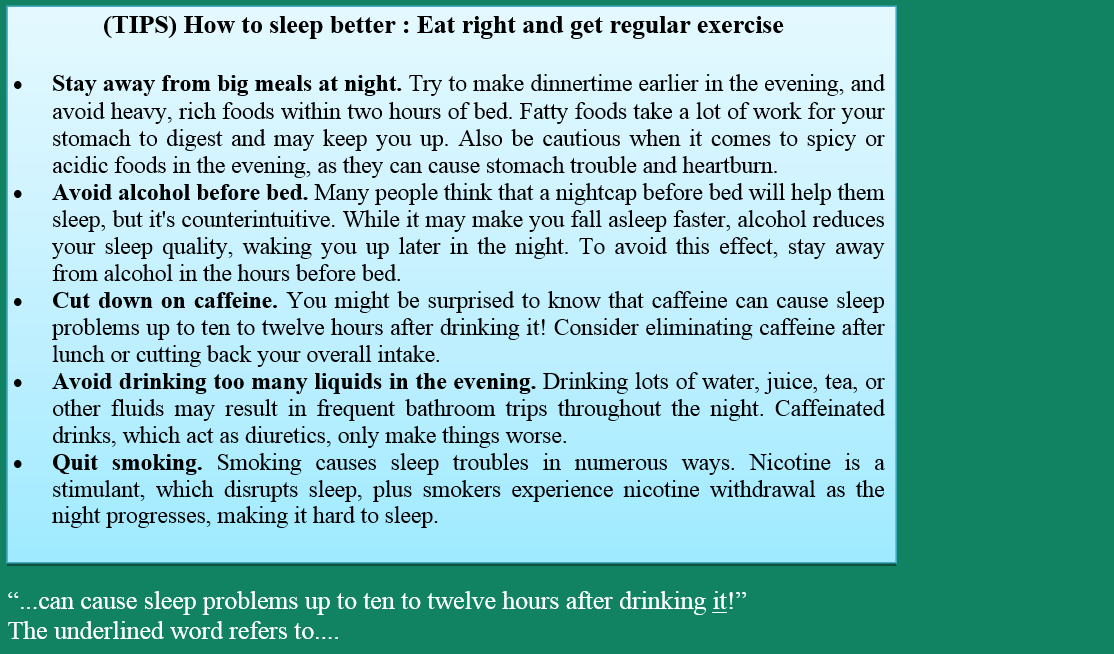 (TIPS) How to sleep better : Eat right and get regular exercise
• Stay away from big meals at night. Try to make dinnertime earlier in the evening, and
avoid heavy, rich foods within two hours of bed. Fatty foods take a lot of work for your
stomach to digest and may keep you up. Also be cautious when it comes to spicy or
acidic foods in the evening, as they can cause stomach trouble and heartburn.
• Avoid alcohol before bed. Many people think that a nightcap before bed will help them
sleep, but it's counterintuitive. While it may make you fall asleep faster, alcohol reduces
your sleep quality, waking you up later in the night. To avoid this effect, stay away
from alcohol in the hours before bed.
• Cut down on caffeine. You might be surprised to know that caffeine can cause sleep
problems up to ten to twelve hours after drinking it! Consider eliminating caffeine after
lunch or cutting back your overall intake.
• Avoid drinking too many liquids in the evening. Drinking lots of water, juice, tea, or
other fluids may result in frequent bathroom trips throughout the night. Caffeinated
drinks, which act as diuretics, only make things worse.
• Quit smoking. Smoking causes sleep troubles in numerous ways. Nicotine is a
stimulant, which disrupts sleep, plus smokers experience nicotine withdrawal as the
night progresses, making it hard to sleep.
“...can cause sleep problems up to ten to twelve hours after drinking it!”
The underlined word refers to....